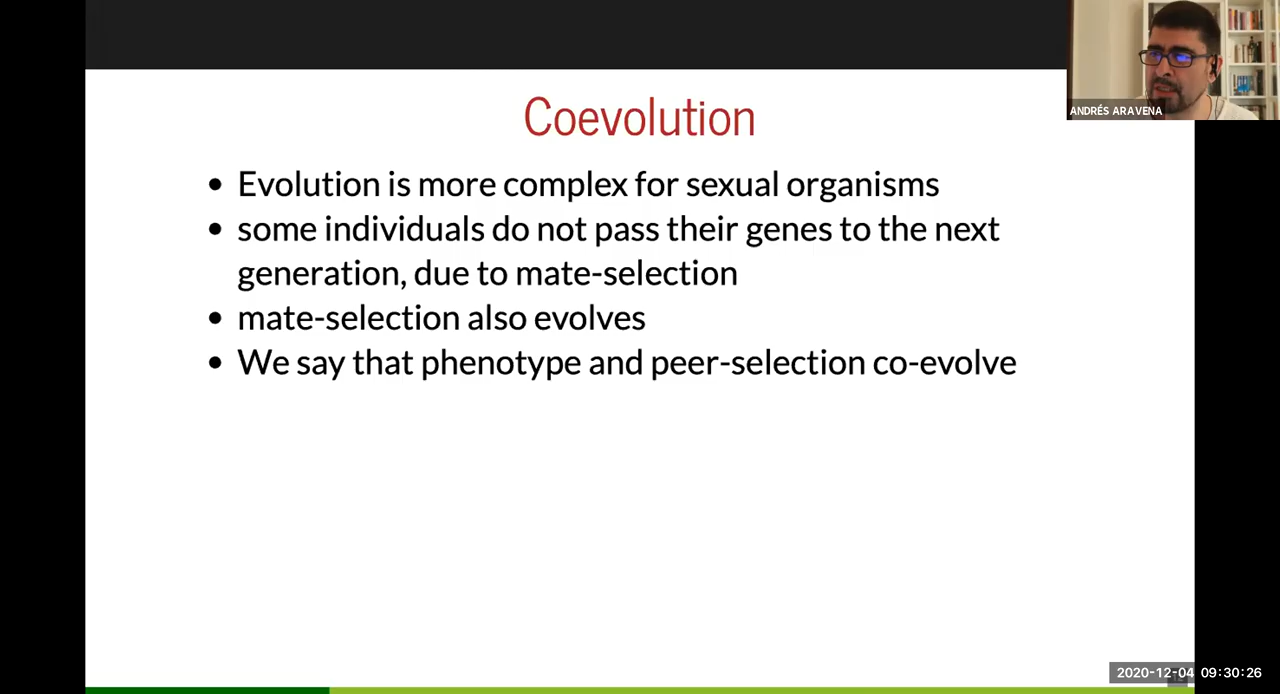 Coevolution
ANDRÉS ARAVENA
• Evolution is more complex for sexual organisms
• some individuals do not pass their genes to the next
generation, due to mate-selection
• mate-selection also evolves
• We say that phenotype and peer-selection co-evolve
2020-12-04 09:30:26